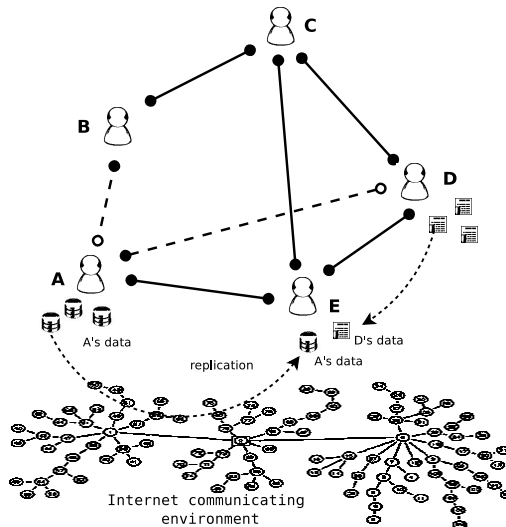 C
B
D
A
E
A's data
D's data
A's data
replication
Internet communicating
environment